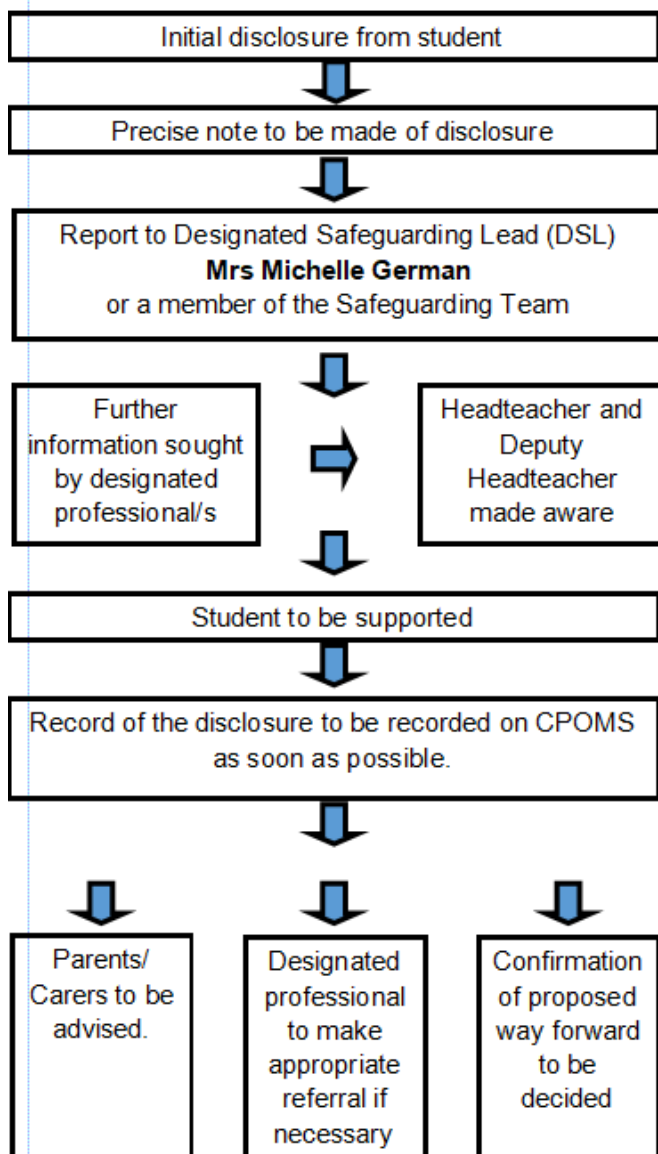 Initial disclosure from student
Precise note to be made of disclosure
Report to Designated Safeguarding Lead (DSL)
Mrs Michelle German
or a member of the Safeguarding Team
Further
information sought
by designated
professional/s
Headteacher and
Deputy
Headteacher
made aware
Student to be supported
Record of the disclosure to be recorded on CPOMS
as soon as possible.
Parents/
Carers to be
advised.
Designated
professional
to make
appropriate
referral if
necessary
Confirmation
of proposed
way forward
to be
decided